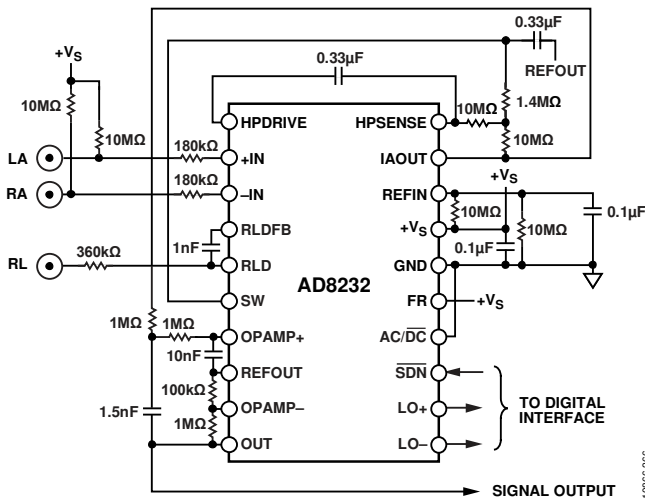 0.33µF
+VS
0.33µF
REFOUT
10MΩ
10MΩ
HPDRIVE
HPSENSE
10MΩ
1.4MΩ
10MΩ
LA
180kΩ
+IN
IAOUT
+VS
RA
180kΩ
–IN
REFIN
10MΩ
0.1µF
RLDFB
+VS
1nF
0.1µF
10MΩ
RL
360kΩ
RLD
GND
AD8232
SW
FR
+VS
1MΩ
1MΩ
OPAMP+
AC/DC
10nF
REFOUT
SDN
100kΩ
TO DIGITAL
INTERFACE
1.5nF
OPAMP–
LO+
1MΩ
OUT
LO–
SIGNAL OUTPUT